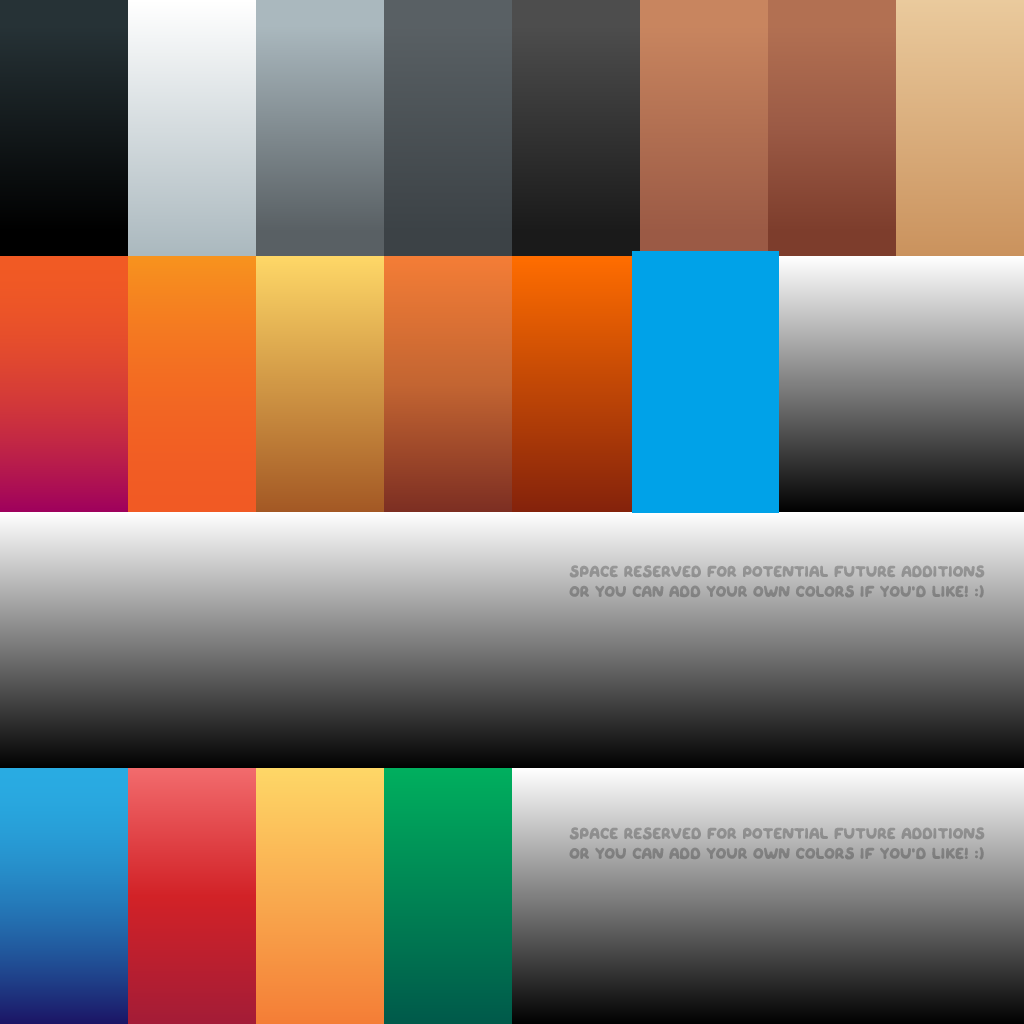 SPACE RESERVED FOR POTENTIAL FUTURE ADDITIONS
OR YOU CAN ADD YOUR OWN COLORS IF YOU'D LIKE! :)
SPACE RESERVED FOR POTENTIAL FUTURE ADDITIONS
OR YOU CAN ADD YOUR OWN COLORS IF YOU'D LIKE! :)